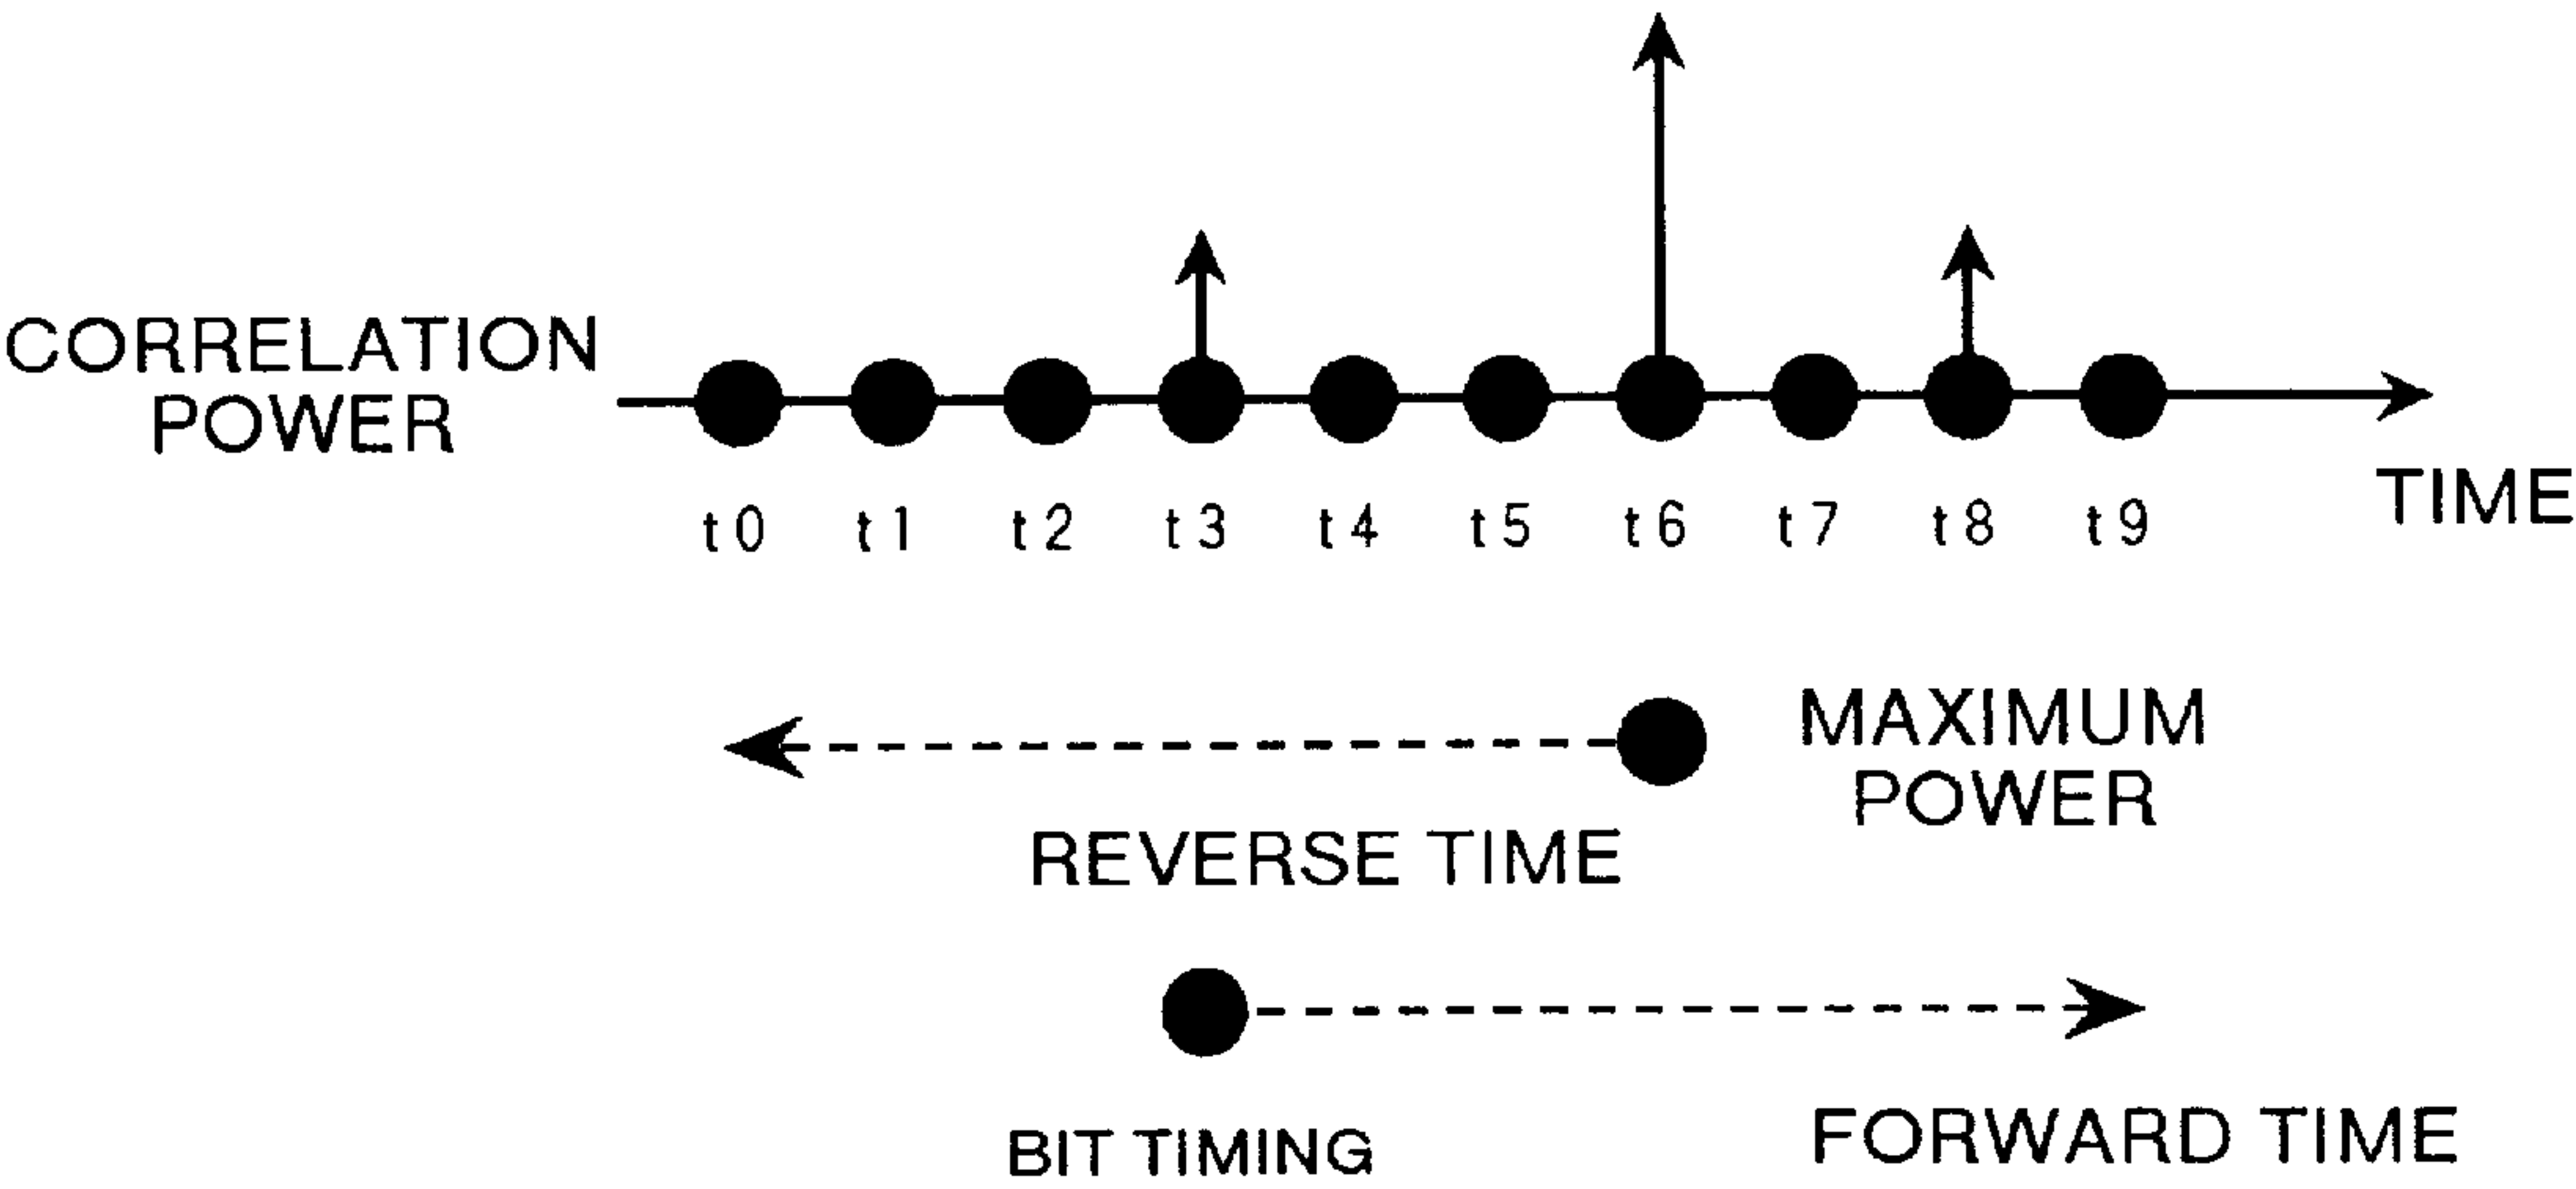 CORRELATION
POWER
t0 t1 t2 t3 t4 t5 t6 t7 t8 t9
TIME
MAXIMUM
POWER
REVERSE TIME
BIT TIMING
FORWARD TIME